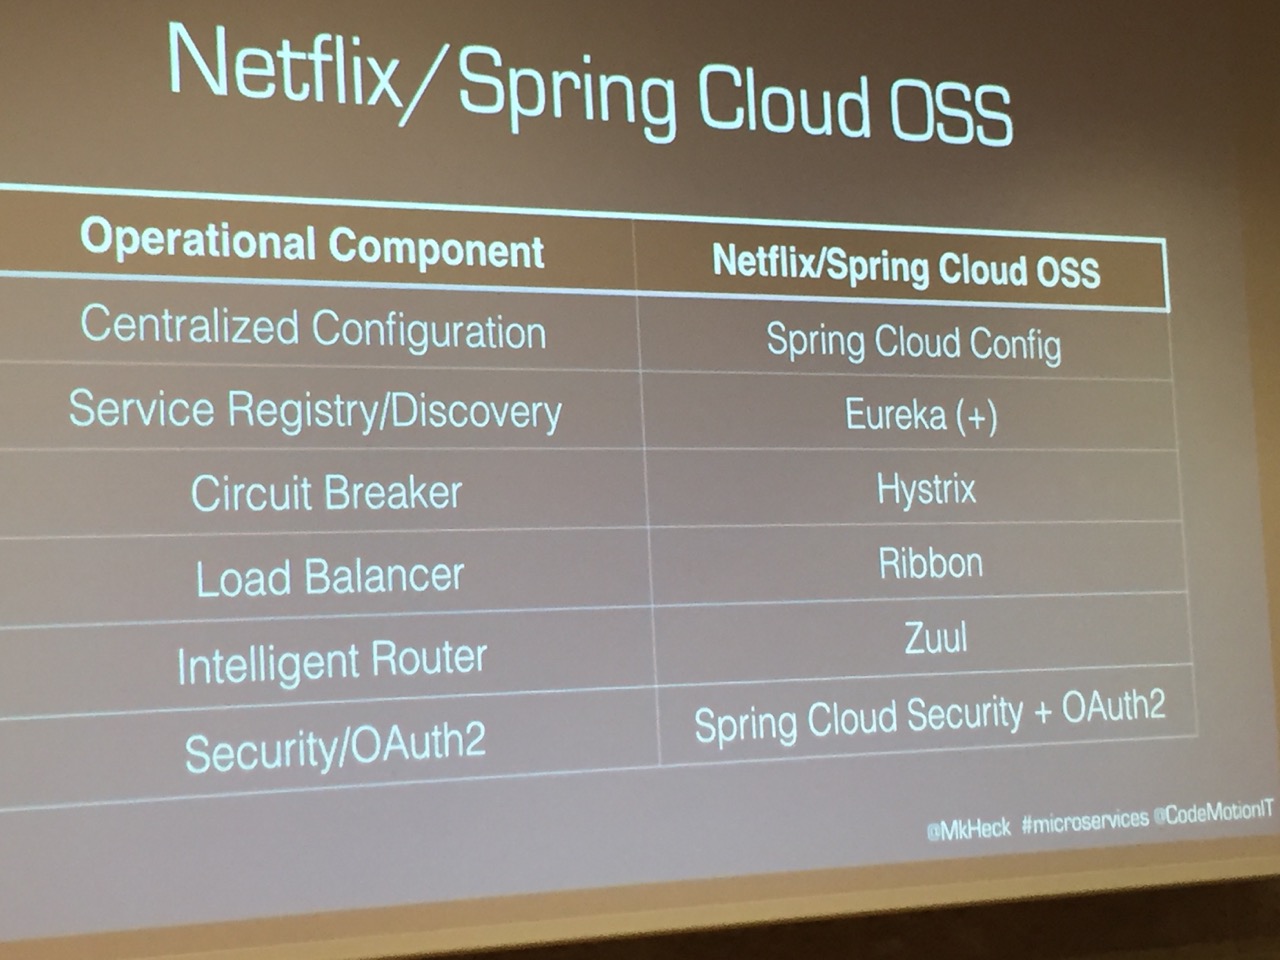 Netflix/Spring Cloud OSS
Operational Component Netflix/Spring Cloud OSS
Centralized Configuration Spring Cloud Config
Service Registry/Discovery Eureka (+)
Circuit Breaker Hystrix
Load Balancer Ribbon
Intelligent Router Zuul
Security/OAuth2 Spring Cloud Security + OAuth2
@MkHeck #microservices @CodeMotionIT